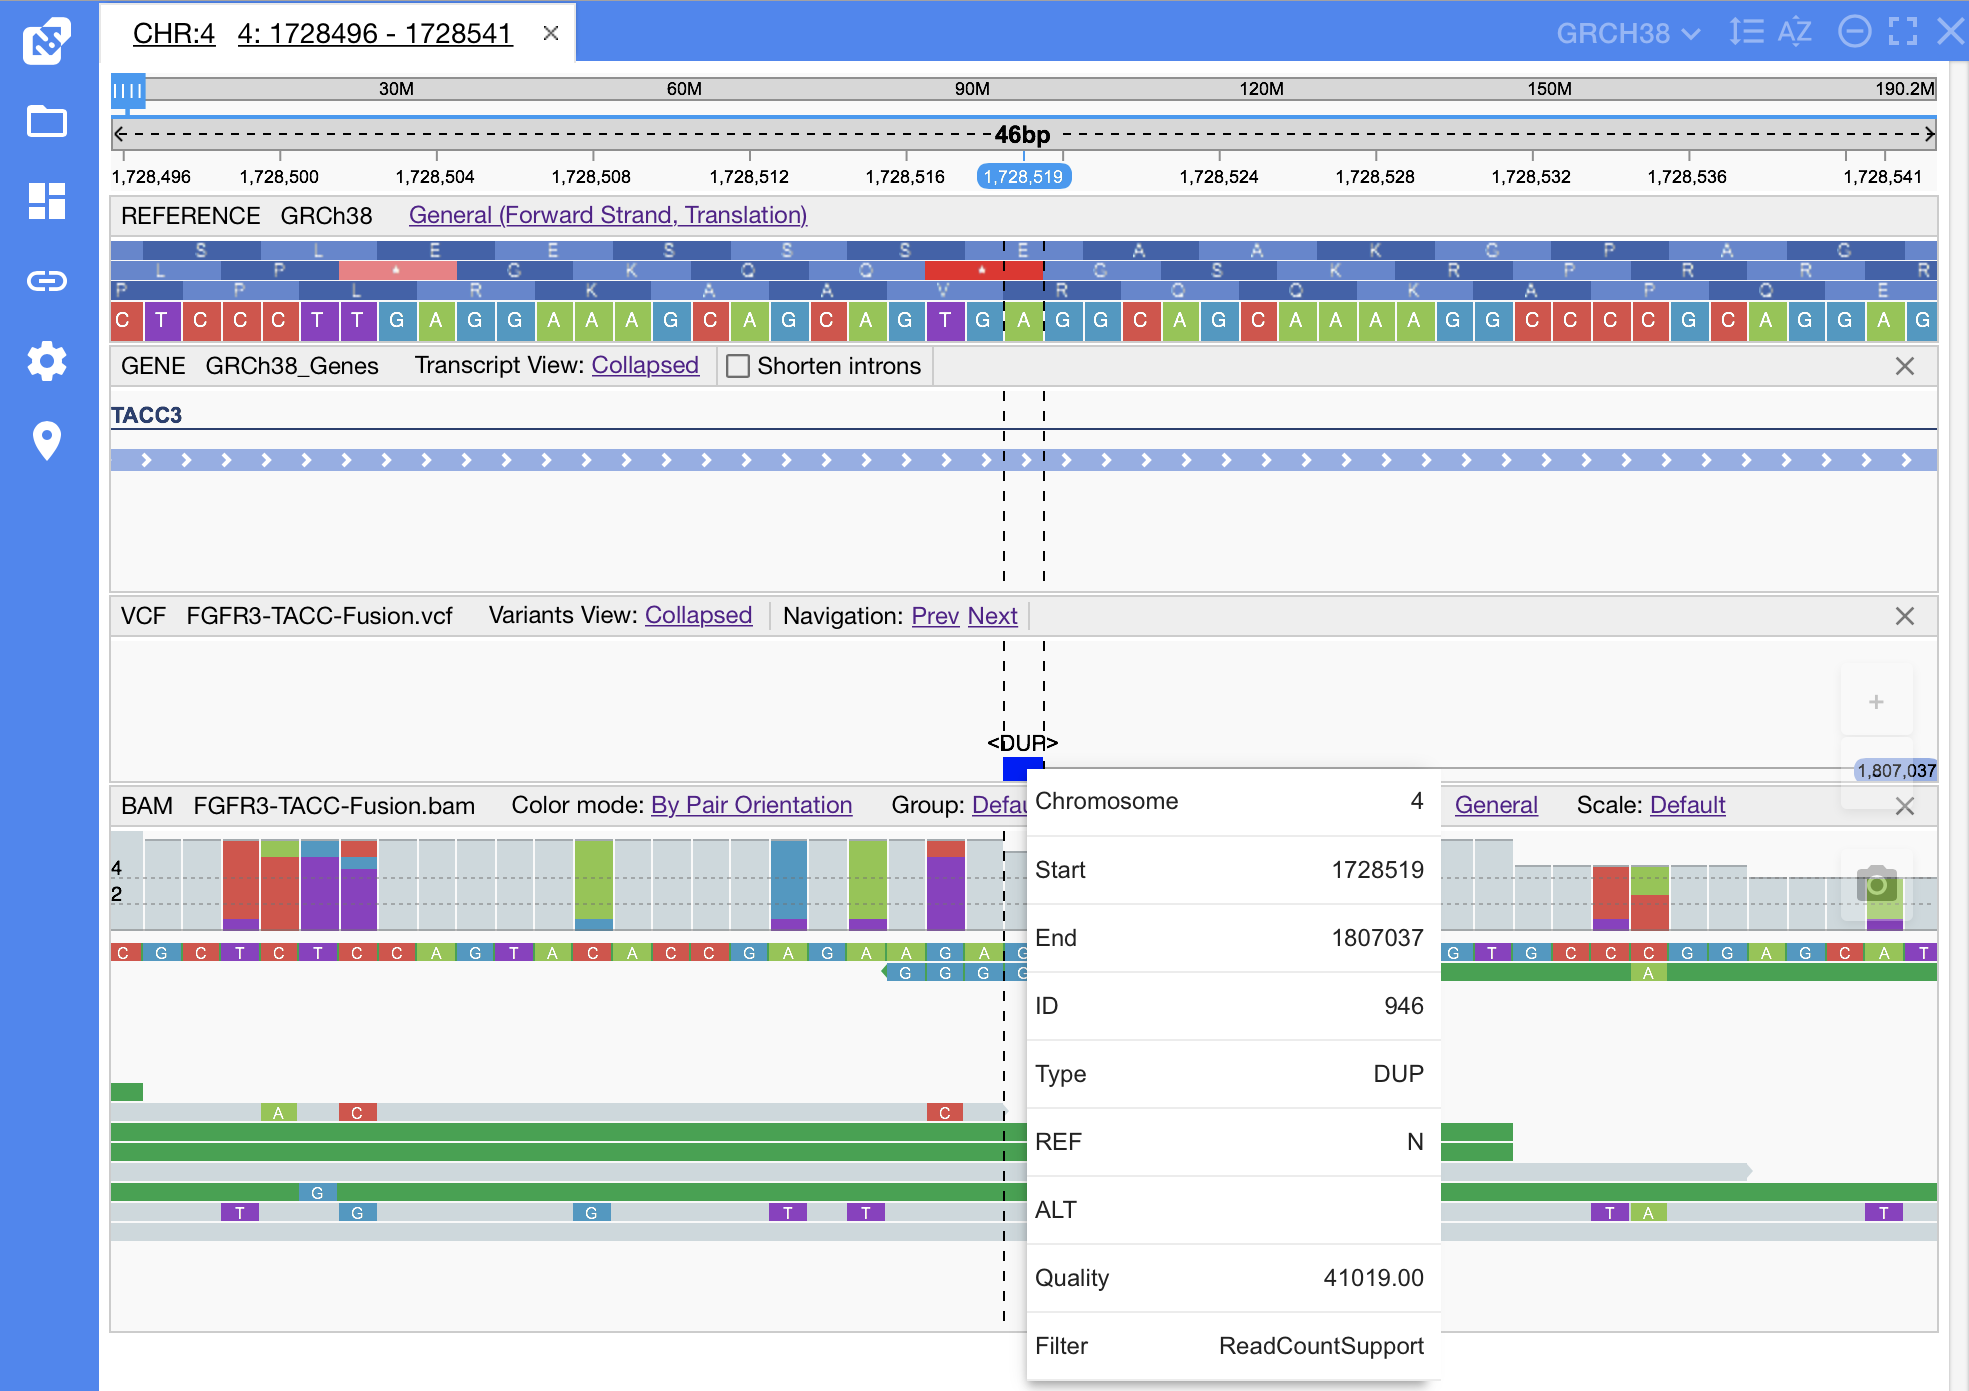 CHR:4 4: 1728496 - 1728541 GRCH38
30M 60M 90M 120M 150M 190.2M
46bp
1,728,496 1,728,500 1,728,504 1,728,508 1,728,512 1,728,516 1,728,519 1,728,524 1,728,528 1,728,532 1,728,536 1,728,541
REFERENCE GRCh38 General (Forward Strand, Translation)
S L E E S S S E A A K G P A G
L P * G K Q Q * G S K R P R R R
P P L R K A A V R Q Q K A P Q E
C T C C C T T G A G G A A A G C A G C A G T G A G G C A G C A A A A G G C C C C G C A G G A G
GENE GRCh38_Genes Transcript View: Collapsed Shorten introns
TACC3
VCF FGFR3-TACC-Fusion.vcf Variants View: Collapsed Navigation: Prev Next
+
<DUP>
1,807,037
BAM FGFR3-TACC-Fusion.bam Color mode: By Pair Orientation Group: Defau General Scale: Default
4
2
C G C T C T C C A G T A C A C C G A G A A G A G G T G C C C G G A G C A T
G G G G A
A C C
G
T G G T T T A T
Chromosome 4
Start 1728519
End 1807037
ID 946
Type DUP
REF N
ALT
Quality 41019.00
Filter ReadCountSupport